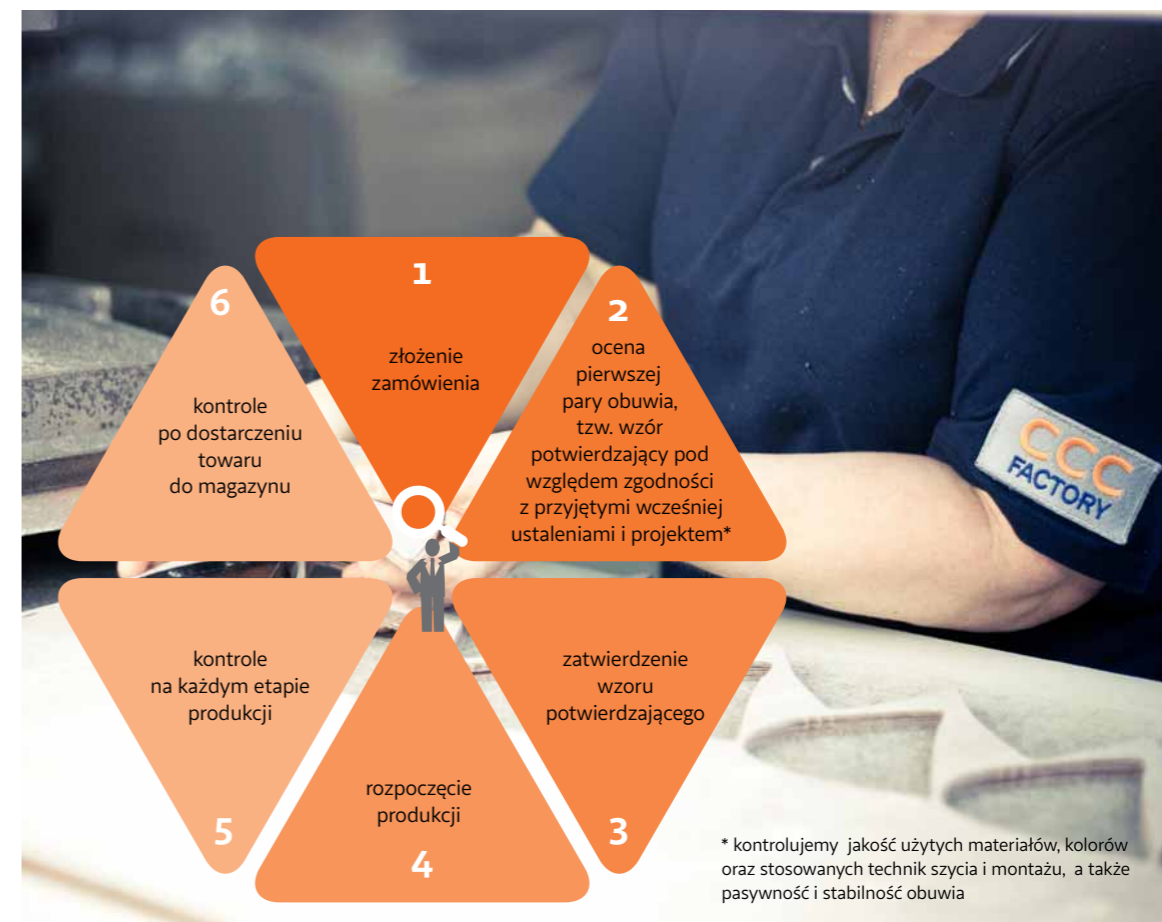 1
złożenie
zamówienia
2
ocena
pierwszej
pary obuwia,
tzw. wzór
potwierdzający pod
względem zgodności
z przyjętymi wcześniej
ustaleniami i projektem*
zatwierdzenie
wzoru
potwierdzającego
3
rozpoczęcie
produkcji
4
kontrole
na każdym etapie
produkcji
5
6
kontrole
po dostarczeniu
towaru
do magazynu
CCC
FACTORY
* kontrolujemy jakość użytych materiałów, kolorów
oraz stosowanych technik szycia i montażu, a także
pasywność i stabilność obuwia